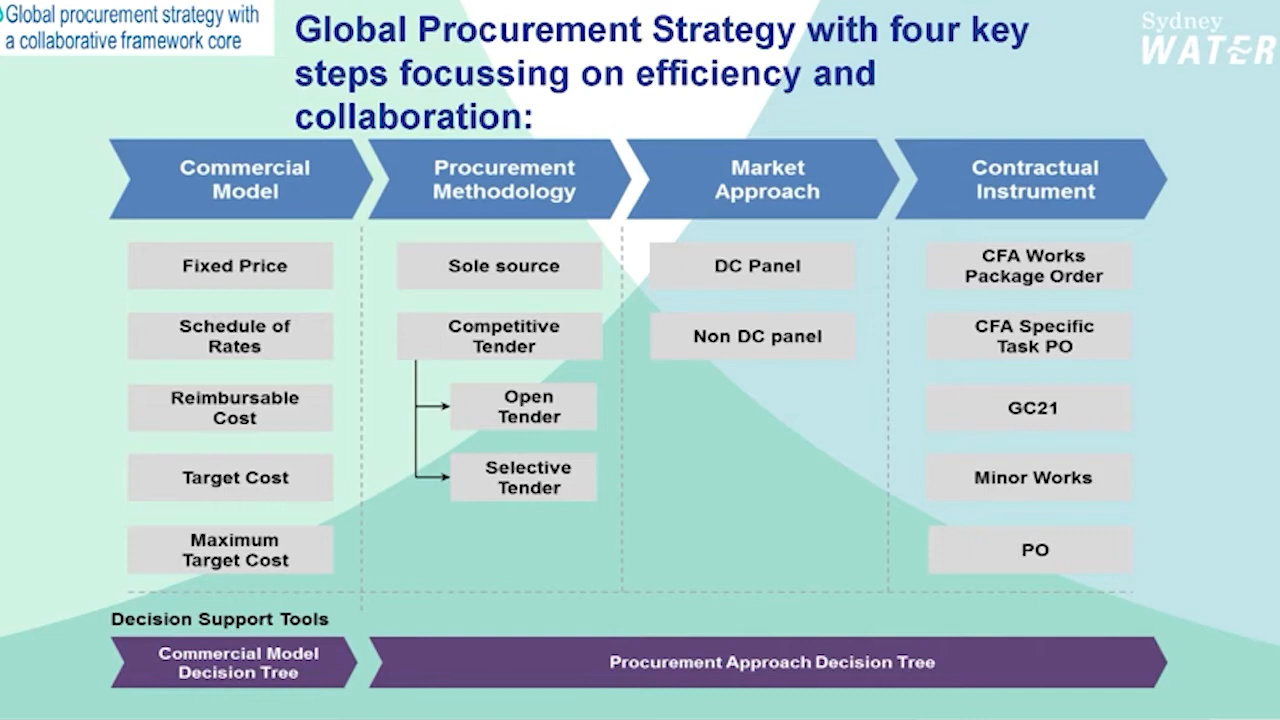 Global procurement strategy with
a collaborative framework core
Global Procurement Strategy with four key
steps focussing on efficiency and
collaboration:
Sydney
WATER
Commercial
Model
Procurement
Methodology
Market
Approach
Contractual
Instrument
Fixed Price
Schedule of
Rates
Reimbursable
Cost
Target Cost
Maximum
Target Cost
Sole source
Competitive
Tender
Open
Tender
Selective
Tender
DC Panel
Non DC panel
CFA Works
Package Order
CFA Specific
Task PO
GC21
Minor Works
PO
Decision Support Tools
Commercial Model
Decision Tree
Procurement Approach Decision Tree